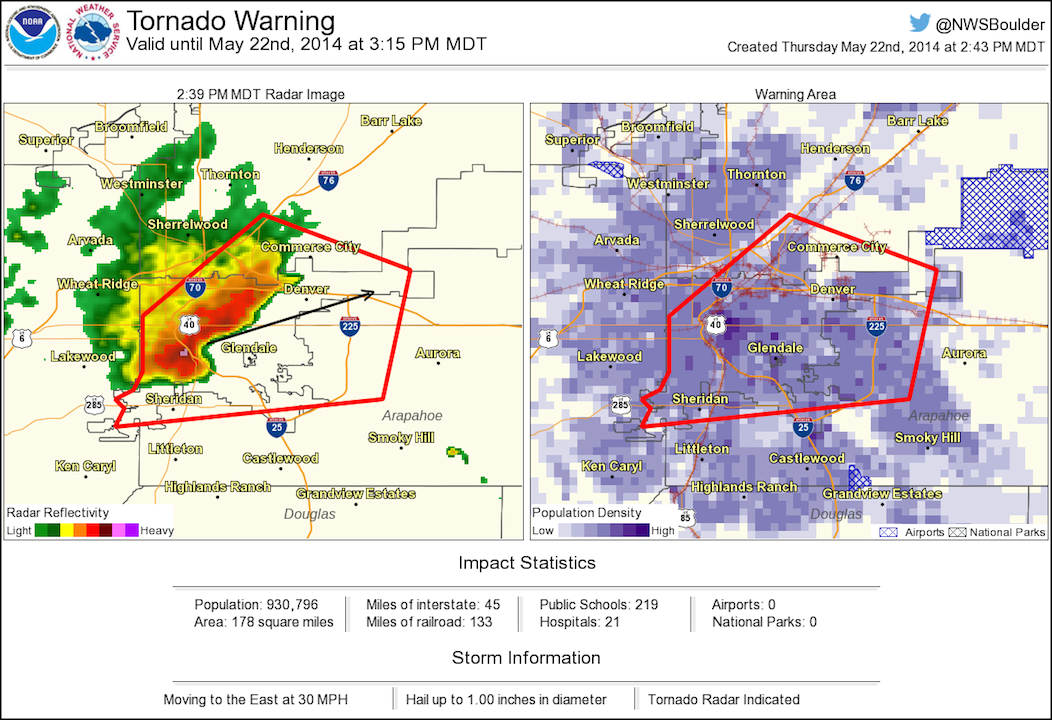 Tornado Warning
Valid until May 22nd, 2014 at 3:15 PM MDT
@NWSBoulder
Created Thursday May 22nd, 2014 at 2:43 PM MDT
NOAA
NATIONAL WEATHER SERVICE
2:39 PM MDT Radar Image
Barr Lake
Broomfield
Superior
Henderson
Thornton
Westminster
76
Sherrelwood
Arvada
Commerce City
Wheat Ridge
70
Denver
40
225
6
Glendale
Lakewood
Aurora
285
Sheridan
Arapahoe
25
Smoky Hill
Littleton
Castlewood
Ken Caryl
Highlands Ranch
Grandview Estates
Douglas
Radar Reflectivity
Light Heavy
Warning Area
Barr Lake
Broomfield
Superior
Henderson
Thornton
Westminster
76
Sherrelwood
Arvada
Commerce City
Wheat Ridge
70
Denver
40
225
6
Glendale
Lakewood
Aurora
285
Sheridan
Arapahoe
25
Smoky Hill
Littleton
Castlewood
Ken Caryl
Highlands Ranch
Grandview Estates
85
Douglas
Population Density
Low High
Airports National Parks
Impact Statistics
Population: 930,796
Area: 178 square miles
Miles of interstate: 45
Miles of railroad: 133
Public Schools: 219
Hospitals: 21
Airports: 0
National Parks: 0
Storm Information
Moving to the East at 30 MPH
Hail up to 1.00 inches in diameter
Tornado Radar Indicated